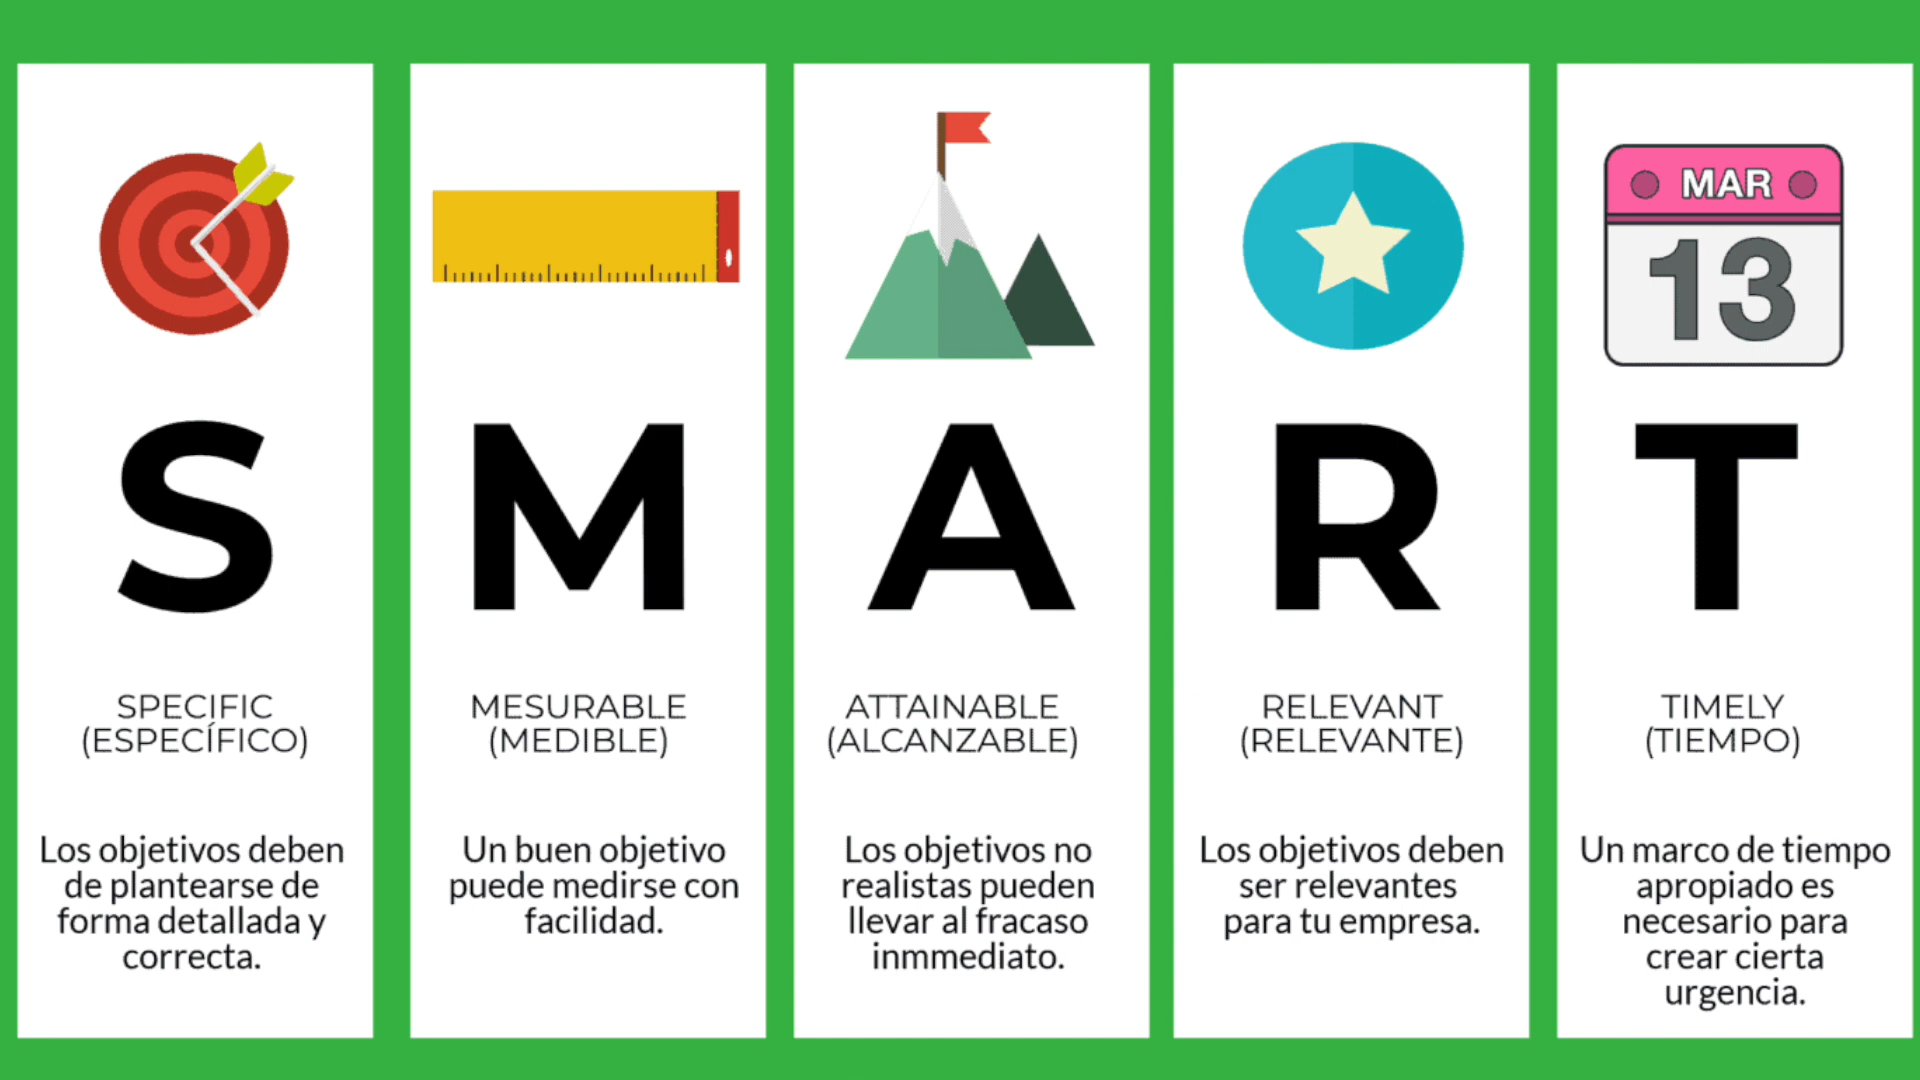 MAR
13
S
M
A
R
T
SPECIFIC
(ESPECÍFICO)
MESURABLE
(MEDIBLE)
ATTAINABLE
(ALCANZABLE)
RELEVANT
(RELEVANTE)
TIMELY
(TIEMPO)
Los objetivos deben
de plantearse de
forma detallada y
correcta.
Un buen objetivo
puede medirse con
facilidad.
Los objetivos no
realistas pueden
llevar al fracaso
inmmediato.
Los objetivos deben
ser relevantes
para tu empresa.
Un marco de tiempo
apropiado es
necesario para
crear cierta
urgencia.